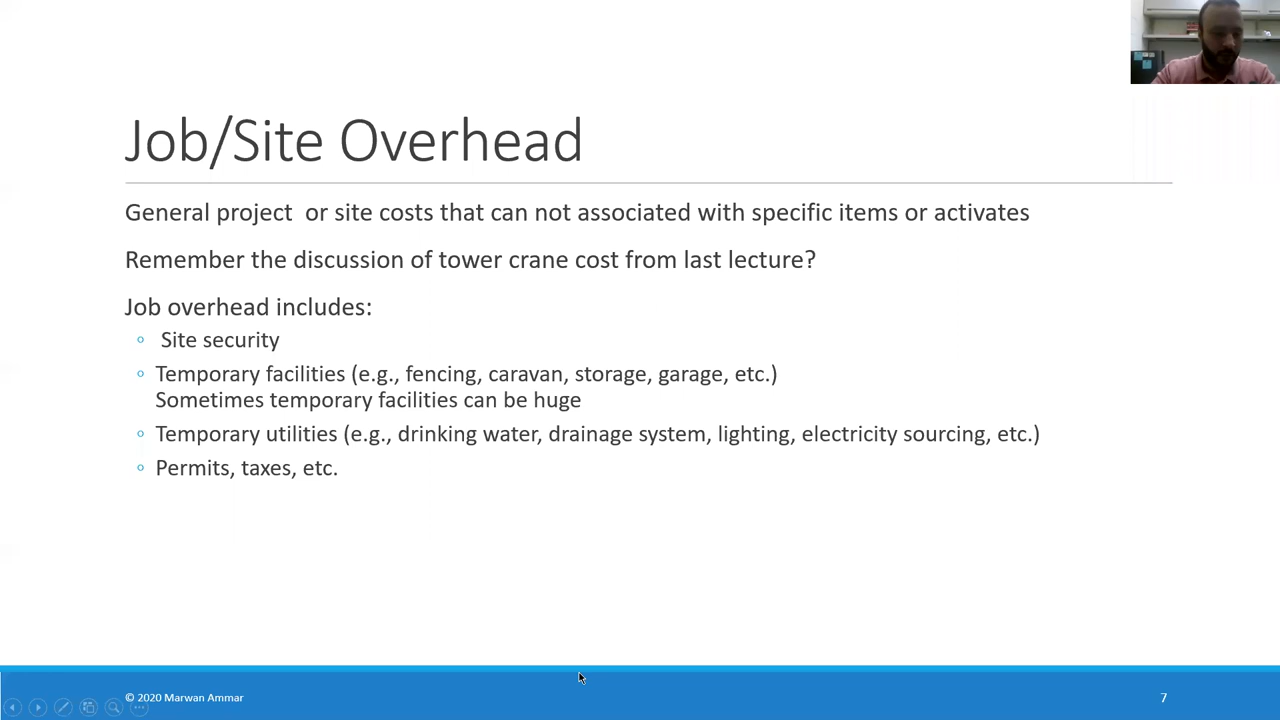 Job/Site Overhead
General project or site costs that can not associated with specific items or activates
Remember the discussion of tower crane cost from last lecture?
Job overhead includes:
Site security
Temporary facilities (e.g., fencing, caravan, storage, garage, etc.)
Sometimes temporary facilities can be huge
Temporary utilities (e.g., drinking water, drainage system, lighting, electricity sourcing, etc.)
Permits, taxes, etc.
© 2020 Marwan Ammar
7